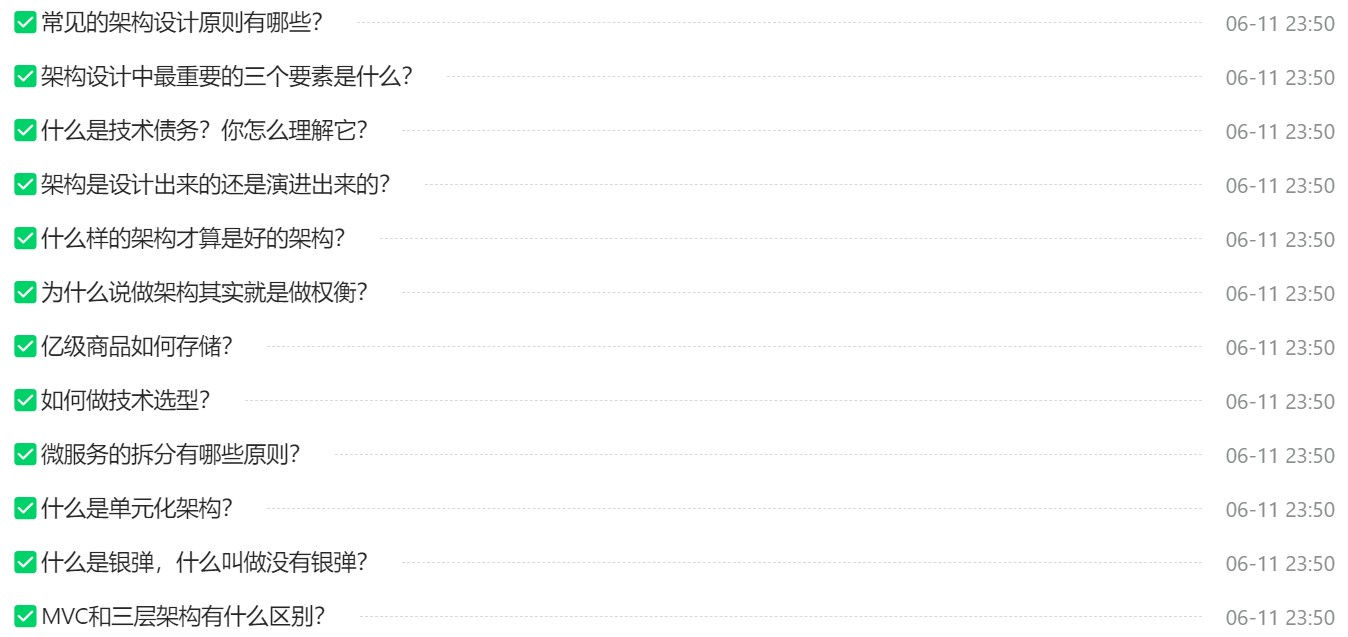 常见的架构设计原则有哪些? 06-11 23:50
架构设计中最重要的三个要素是什么? 06-11 23:50
什么是技术债务？你怎么理解它? 06-11 23:50
架构是设计出来的还是演进出来的? 06-11 23:50
什么样的架构才算是好的架构? 06-11 23:50
为什么说做架构其实就是做权衡? 06-11 23:50
亿级商品如何存储? 06-11 23:50
如何做技术选型? 06-11 23:50
微服务的拆分有哪些原则? 06-11 23:50
什么是单元化架构? 06-11 23:50
什么是银弹，什么叫做没有银弹? 06-11 23:50
MVC和三层架构有什么区别? 06-11 23:50